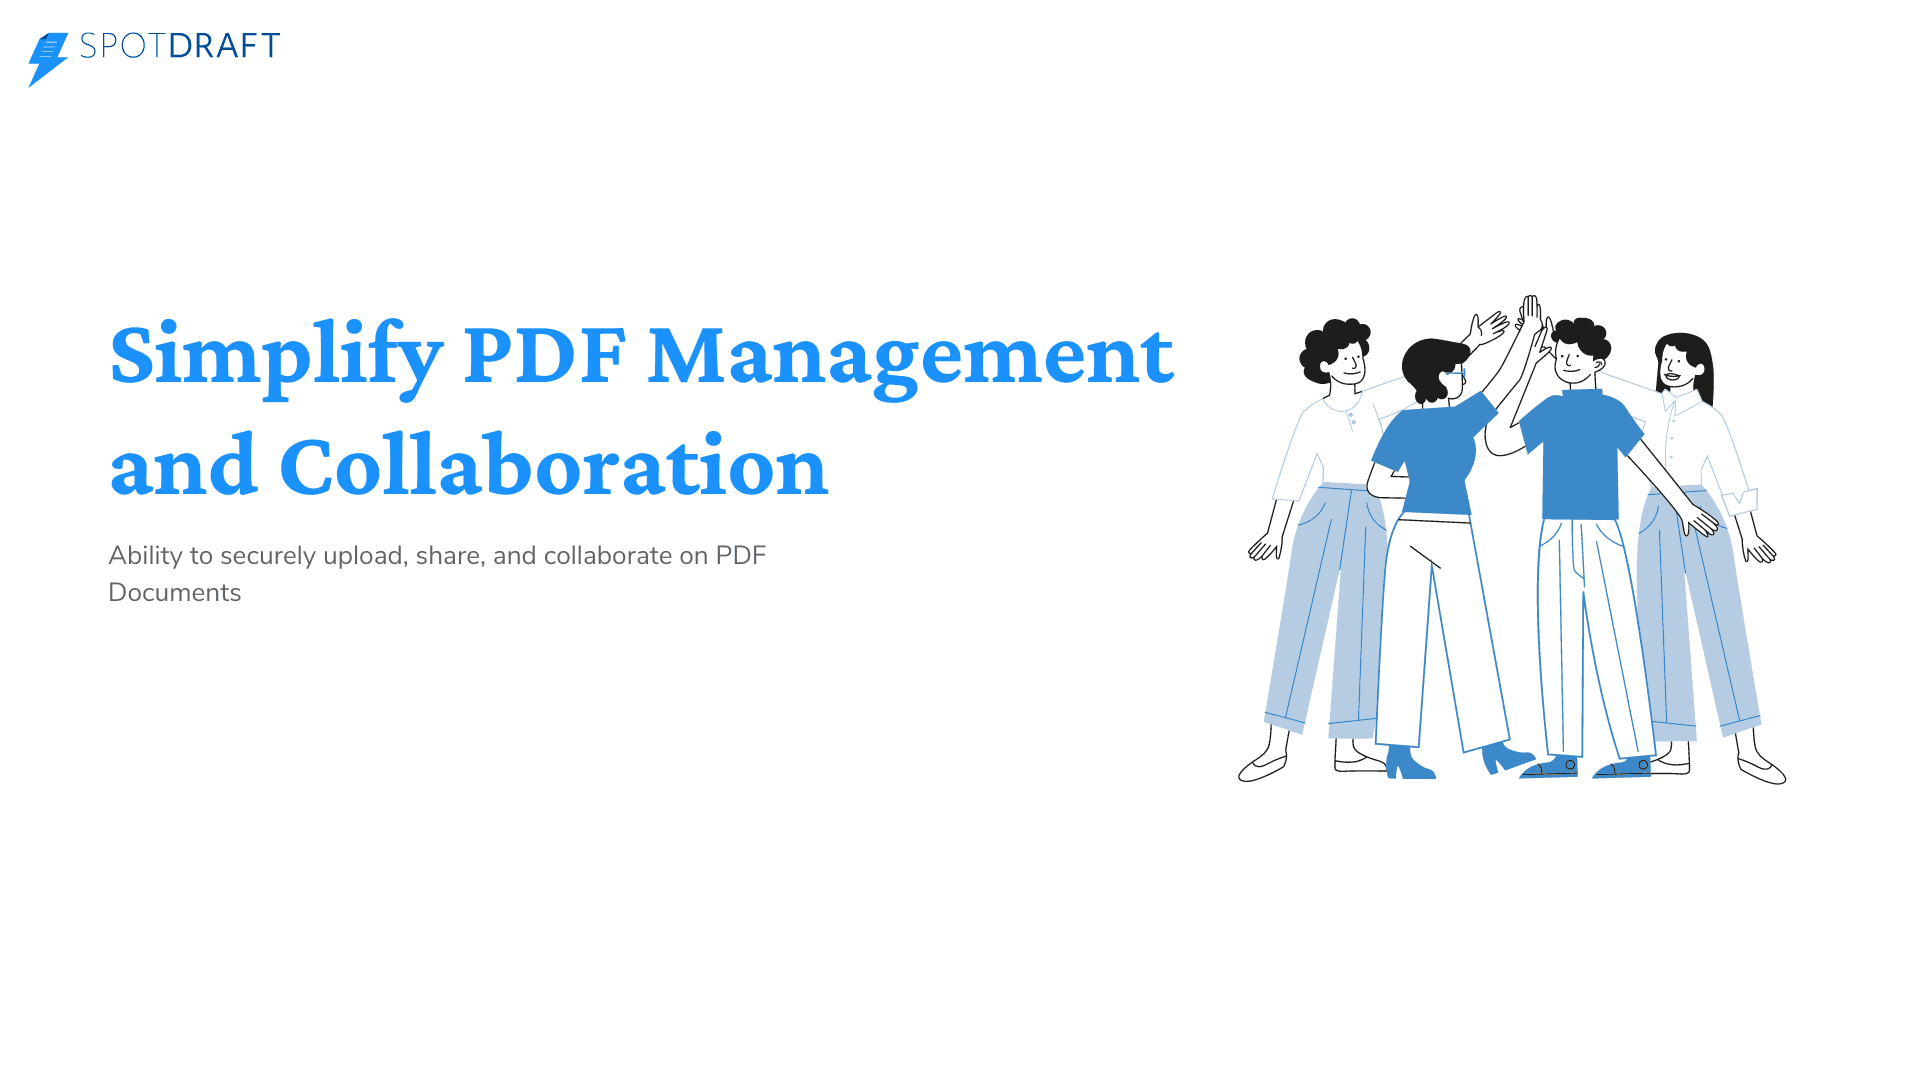 SPOTDRAFT
Simplify PDF Management
and Collaboration
Ability to securely upload, share, and collaborate on PDF
Documents